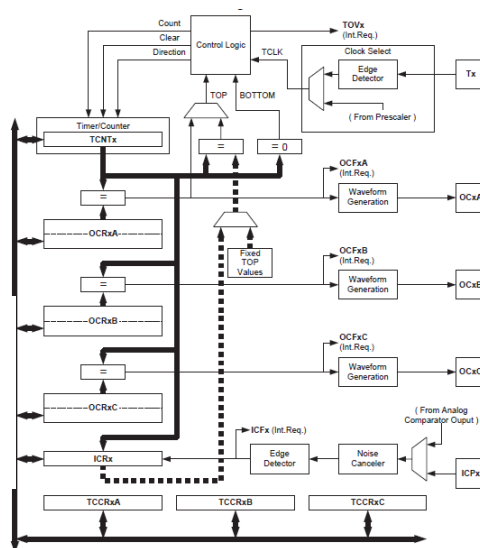 Count
Clear
Direction
Control Logic
TOVx
(Int.Req.)
TCLK
Clock Select
Edge
Detector
Tx
( From Prescaler )
TOP
BOTTOM
Timer/Counter
TCNTx
=
= 0
=
OCRxA
OCFxA
(Int.Req.)
Waveform
Generation
OCxA
Fixed
TOP
Values
=
OCRxB
OCFxB
(Int.Req.)
Waveform
Generation
OCxB
=
OCRxC
OCFxC
(Int.Req.)
Waveform
Generation
OCxC
( From Analog
Comparator Ouput )
ICFx (Int.Req.)
ICRx
Edge
Detector
Noise
Canceler
ICPx
TCCRxA
TCCRxB
TCCRxC